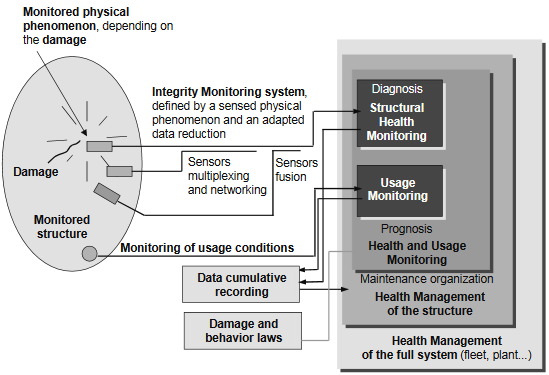 Monitored physical
phenomenon, depending on
the damage
Integrity Monitoring system,
defined by a sensed physical
phenomenon and an adapted
data reduction
Damage
Sensors
multiplexing
and networking
Sensors
fusion
Monitored
structure
Monitoring of usage conditions
Data cumulative
recording
Damage and
behavior laws
Diagnosis
Structural
Health
Monitoring
Usage
Monitoring
Prognosis
Health and Usage
Monitoring
Maintenance organization
Health Management
of the structure
Health Management
of the full system (fleet, plant...)